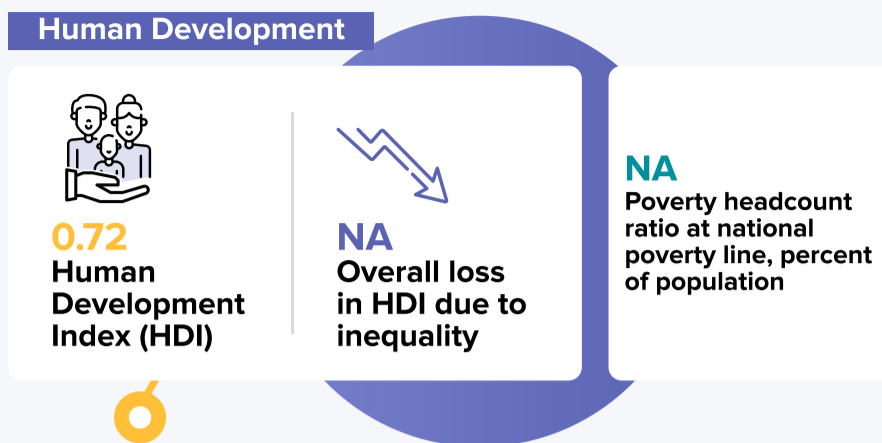 Human Development
0.72
Human
Development
Index (HDI)
NA
Overall loss
in HDI due to
inequality
NA
Poverty headcount
ratio at national
poverty line, percent
of population